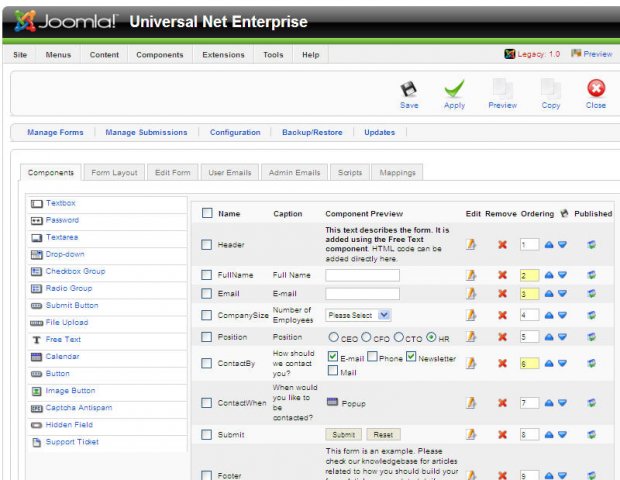 Joomla! Universal Net Enterprise
Site Menus Content Components Extensions Tools Help Legacy: 1.0 Preview
Save Apply Preview Copy Close
Manage Forms Manage Submissions Configuration Backup/Restore Updates
Components Form Layout Edit Form User Emails Admin Emails Scripts Mappings
Textbox
Password
Textarea
Drop-down
Checkbox Group
Radio Group
Submit Button
File Upload
Free Text
Calendar
Button
Image Button
Captcha Antispam
Hidden Field
Support Ticket
Name Caption Component Preview Edit Remove Ordering Published
This text describes the form. It is
added using the Free Text
Header component. HTML code can be 1
added directly here.
FullName Full Name 2
Email E-mail 3
CompanySize Number of Employees Please Select 4
Position Position CEO CFO CTO HR 5
ContactBy How should we contact you? E-mail Phone Newsletter Mail 6
ContactWhen When would you like to be contacted? Popup 7
Submit Submit Reset 8
This form is an example. Please
check our knowledgebase for articles
related to how you should build your
Footer 9